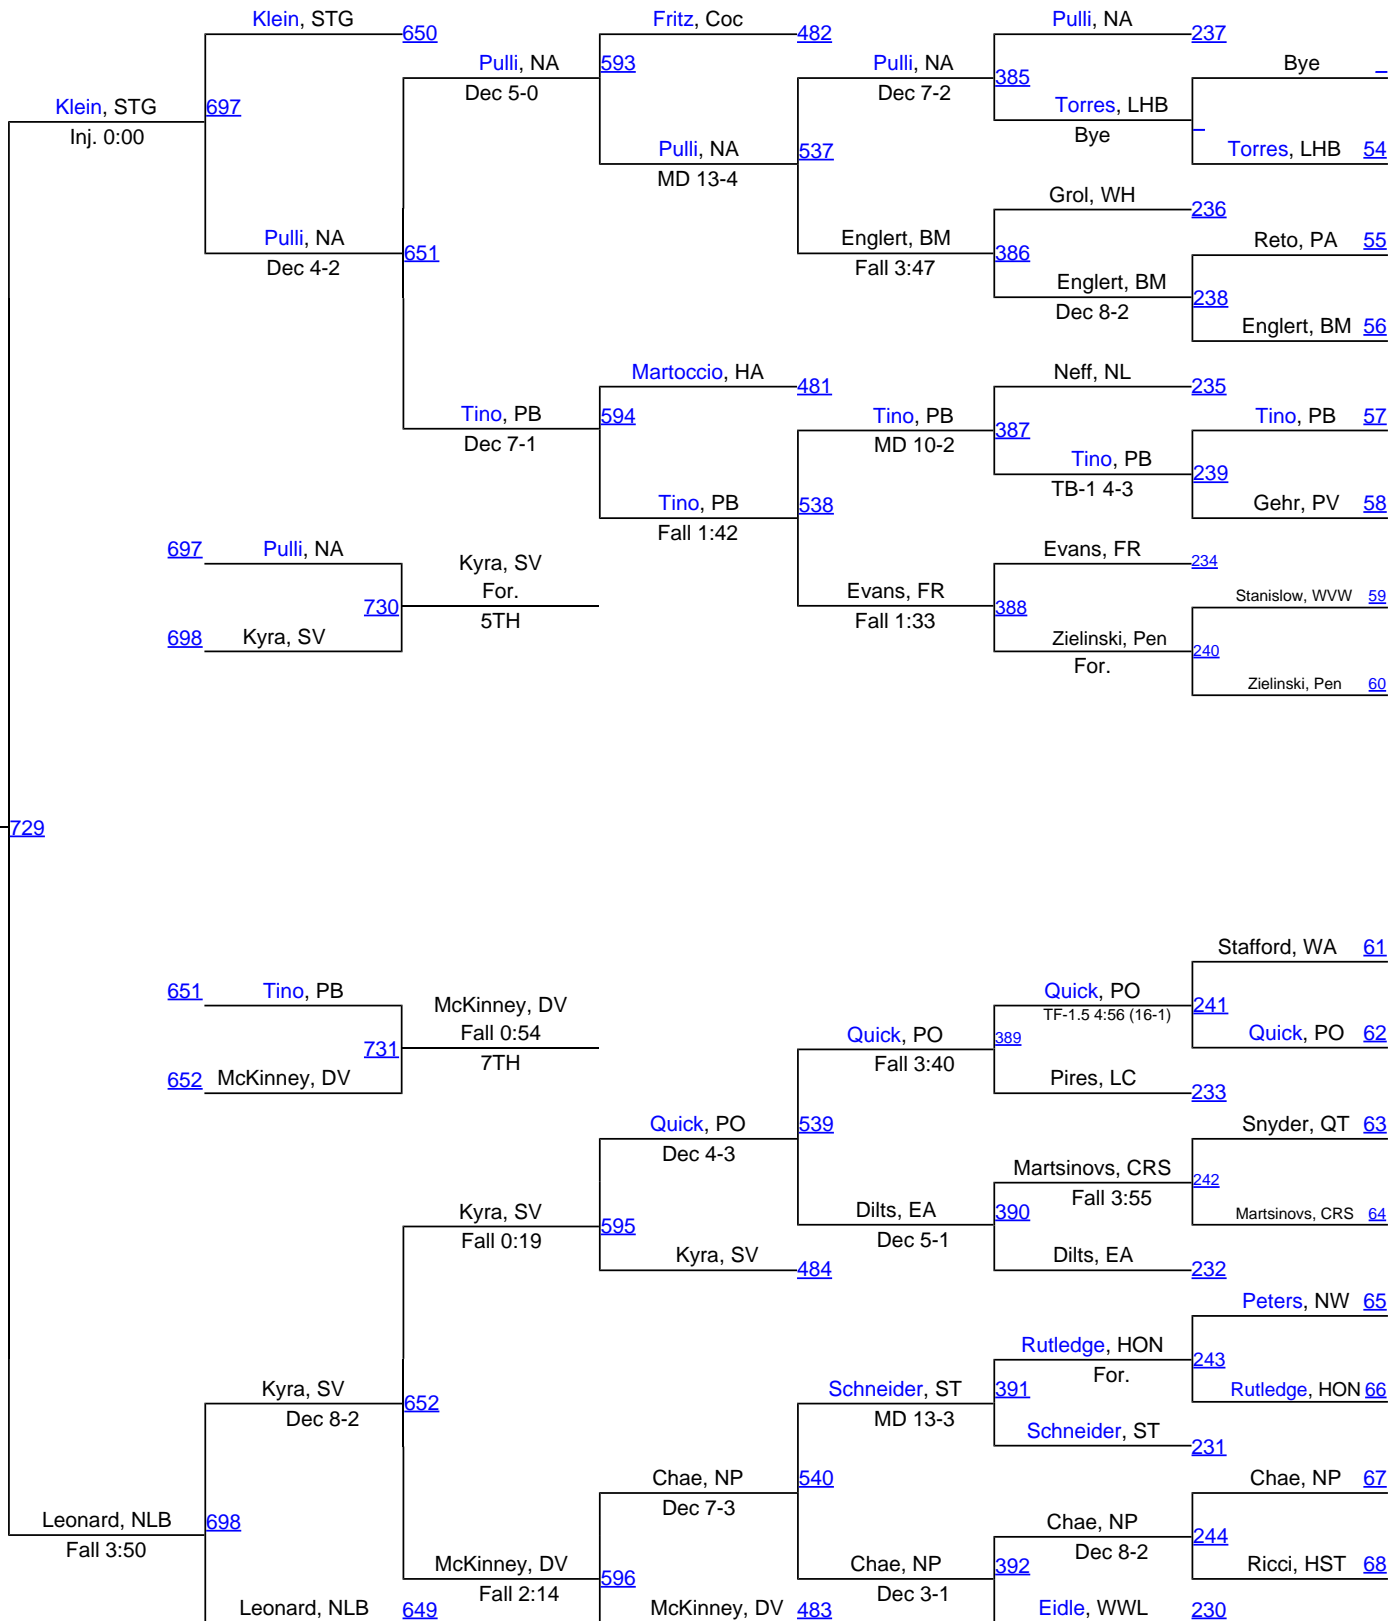 Klein, STG
650
Fritz, Coc
482
Pulli, NA
237
Pulli, NA
593
Dec 5-0
Pulli, NA
385
Dec 7-2
Bye
Klein, STG
697
Inj. 0:00
Torres, LHB
Bye
Pulli, NA
537
MD 13-4
Torres, LHB 54
Grol, WH
236
Pulli, NA
651
Dec 4-2
Englert, BM
386
Fall 3:47
Reto, PA 55
Englert, BM
238
Dec 8-2
Englert, BM 56
Martoccio, HA
481
Neff, NL
235
Tino, PB
594
Dec 7-1
Tino, PB
387
MD 10-2
Tino, PB 57
Tino, PB
239
TB-1 4-3
Tino, PB
538
Fall 1:42
Gehr, PV 58
697 Pulli, NA
Kyra, SV
For.
5TH
730
698 Kyra, SV
Evans, FR
234
Evans, FR
388
Fall 1:33
Stanislow, WVW 59
Zielinski, Pen
240
For.
Zielinski, Pen 60
729
Stafford, WA 61
651 Tino, PB
McKinney, DV
Fall 0:54
7TH
731
652 McKinney, DV
Quick, PO
241
TF-1.5 4:56 (16-1)
Quick, PO
389
Fall 3:40
Quick, PO 62
Pires, LC
233
Quick, PO
539
Dec 4-3
Snyder, QT 63
Martsinovs, CRS
242
Fall 3:55
Kyra, SV
595
Fall 0:19
Dilts, EA
390
Dec 5-1
Martsinovs, CRS 64
Kyra, SV
484
Dilts, EA
232
Peters, NW 65
Rutledge, HON
243
For.
Kyra, SV
652
Dec 8-2
Schneider, ST
391
MD 13-3
Rutledge, HON 66
Schneider, ST
231
Chae, NP
540
Dec 7-3
Chae, NP 67
Leonard, NLB
698
Fall 3:50
Chae, NP
244
Dec 8-2
McKinney, DV
596
Fall 2:14
Chae, NP
392
Dec 3-1
Ricci, HST 68
Leonard, NLB 649
McKinney, DV 483
Eidle, WWL 230